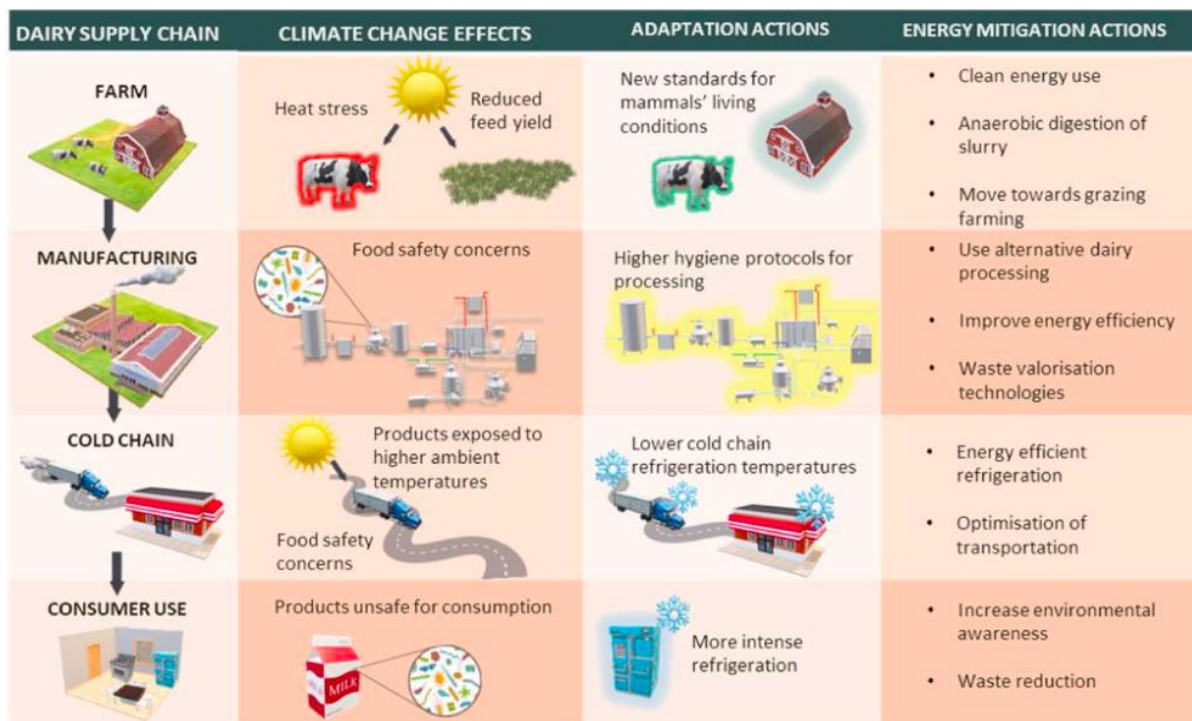 DAIRY SUPPLY CHAIN
CLIMATE CHANGE EFFECTS
ADAPTATION ACTIONS
ENERGY MITIGATION ACTIONS
FARM
Heat stress
Reduced
feed yield
New standards for
mammals' living
conditions
• Clean energy use
• Anaerobic digestion of
slurry
• Move towards grazing
farming
MANUFACTURING
Food safety concerns
Higher hygiene protocols for
processing
• Use alternative dairy
processing
• Improve energy efficiency
• Waste valorisation
technologies
COLD CHAIN
Products exposed to
higher ambient
temperatures
Food safety
concerns
Lower cold chain
refrigeration temperatures
• Energy efficient
refrigeration
• Optimisation of
transportation
CONSUMER USE
Products unsafe for consumption
MILK
MILK
More intense
refrigeration
• Increase environmental
awareness
• Waste reduction